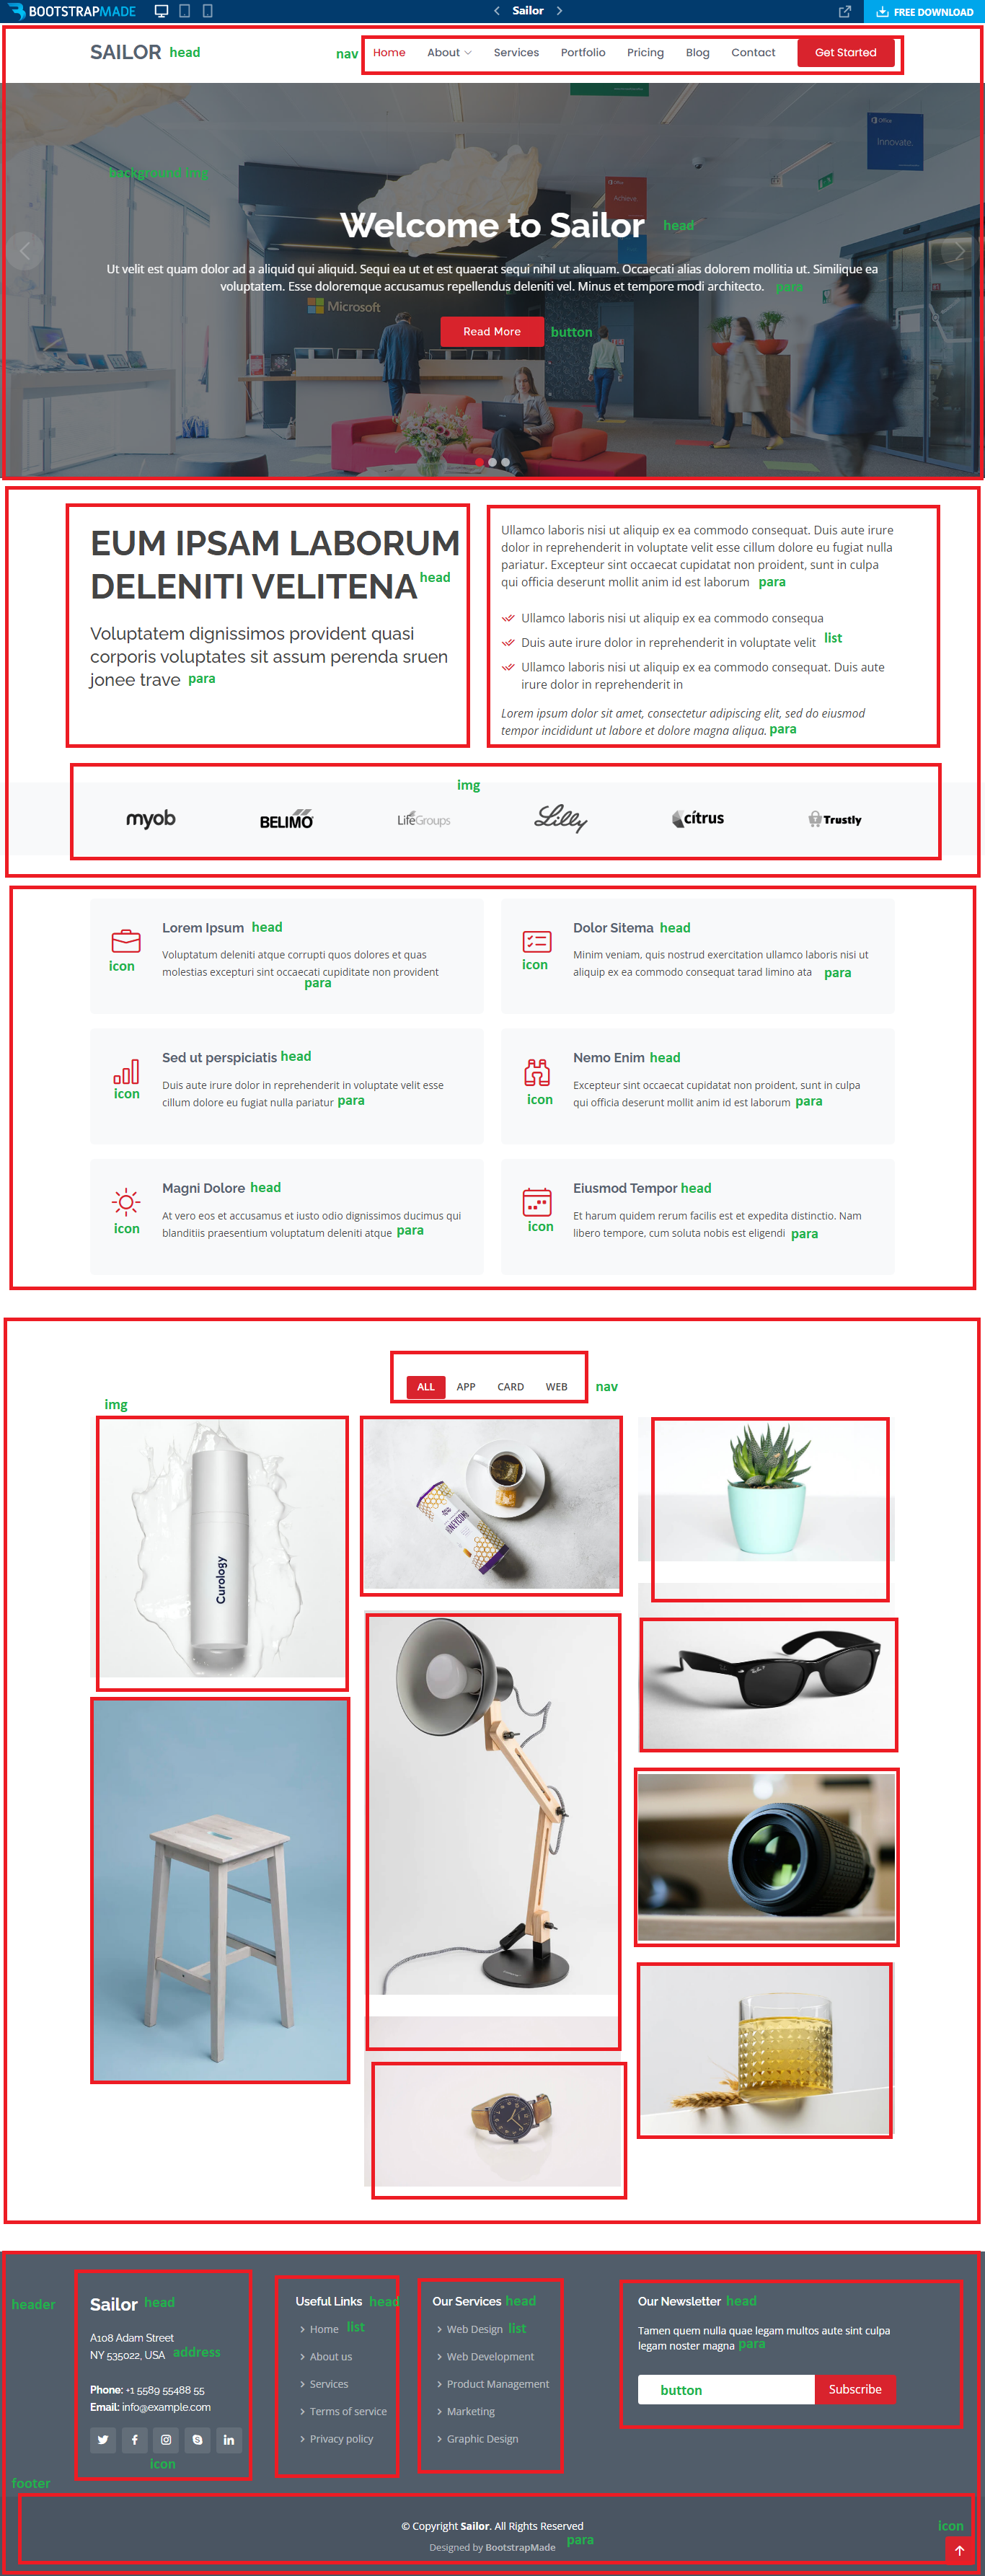 BOOTSTRAPMADE
Sailor
FREE DOWNLOAD
SAILOR head
nav
Home About Services Portfolio Pricing Blog Contact Get Started
Office
Innovate.
background img
Office
Achieve.
Welcome to Sailor head
Ut velit est quam dolor ad a aliquid qui aliquid. Sequi ea ut et est quaerat sequi nihil ut aliquam. Occaecati alias dolorem mollitia ut. Similique ea
voluptatem. Esse doloremque accusamus repellendus deleniti vel. Minus et tempore modi architecto. para
Microsoft
Read More button
EUM IPSAM LABORUM
DELENITI VELITENA head
Voluptatem dignissimos provident quasi
corporis voluptates sit assum perenda sruen
jonee trave para
Ullamco laboris nisi ut aliquip ex ea commodo consequat. Duis aute irure
dolor in reprehenderit in voluptate velit esse cillum dolore eu fugiat nulla
pariatur. Excepteur sint occaecat cupidatat non proident, sunt in culpa
qui officia deserunt mollit anim id est laborum para
Ullamco laboris nisi ut aliquip ex ea commodo consequa
Duis aute irure dolor in reprehenderit in voluptate velit list
Ullamco laboris nisi ut aliquip ex ea commodo consequat. Duis aute
irure dolor in reprehenderit in
Lorem ipsum dolor sit amet, consectetur adipiscing elit, sed do eiusmod
tempor incididunt ut labore et dolore magna aliqua. para
img
myob BELIMO LifeGroups Lilly citrus Trustly
Lorem Ipsum head
icon
Voluptatum deleniti atque corrupti quos dolores et quas
molestias excepturi sint occaecati cupiditate non provident
para
Dolor Sitema head
icon
Minim veniam, quis nostrud exercitation ullamco laboris nisi ut
aliquip ex ea commodo consequat tarad limino ata para
Sed ut perspiciatis head
icon
Duis aute irure dolor in reprehenderit in voluptate velit esse
cillum dolore eu fugiat nulla pariatur para
Nemo Enim head
icon
Excepteur sint occaecat cupidatat non proident, sunt in culpa
qui officia deserunt mollit anim id est laborum para
Magni Dolore head
icon
At vero eos et accusamus et iusto odio dignissimos ducimus qui
blanditiis praesentium voluptatum deleniti atque para
Eiusmod Tempor head
icon
Et harum quidem rerum facilis est et expedita distinctio. Nam
libero tempore, cum soluta nobis est eligendi para
ALL APP CARD WEB nav
img
Curology
HONEYCOMB
header
Sailor head
A108 Adam Street
NY 535022, USA address
Phone: +1 5589 55488 55
Email: info@example.com
icon
Useful Links head
Home list
About us
Services
Terms of service
Privacy policy
Our Services head
Web Design list
Web Development
Product Management
Marketing
Graphic Design
Our Newsletter head
Tamen quem nulla quae legam multos aute sint culpa
legam noster magna para
button Subscribe
footer
© Copyright Sailor. All Rights Reserved
Designed by BootstrapMade para
icon